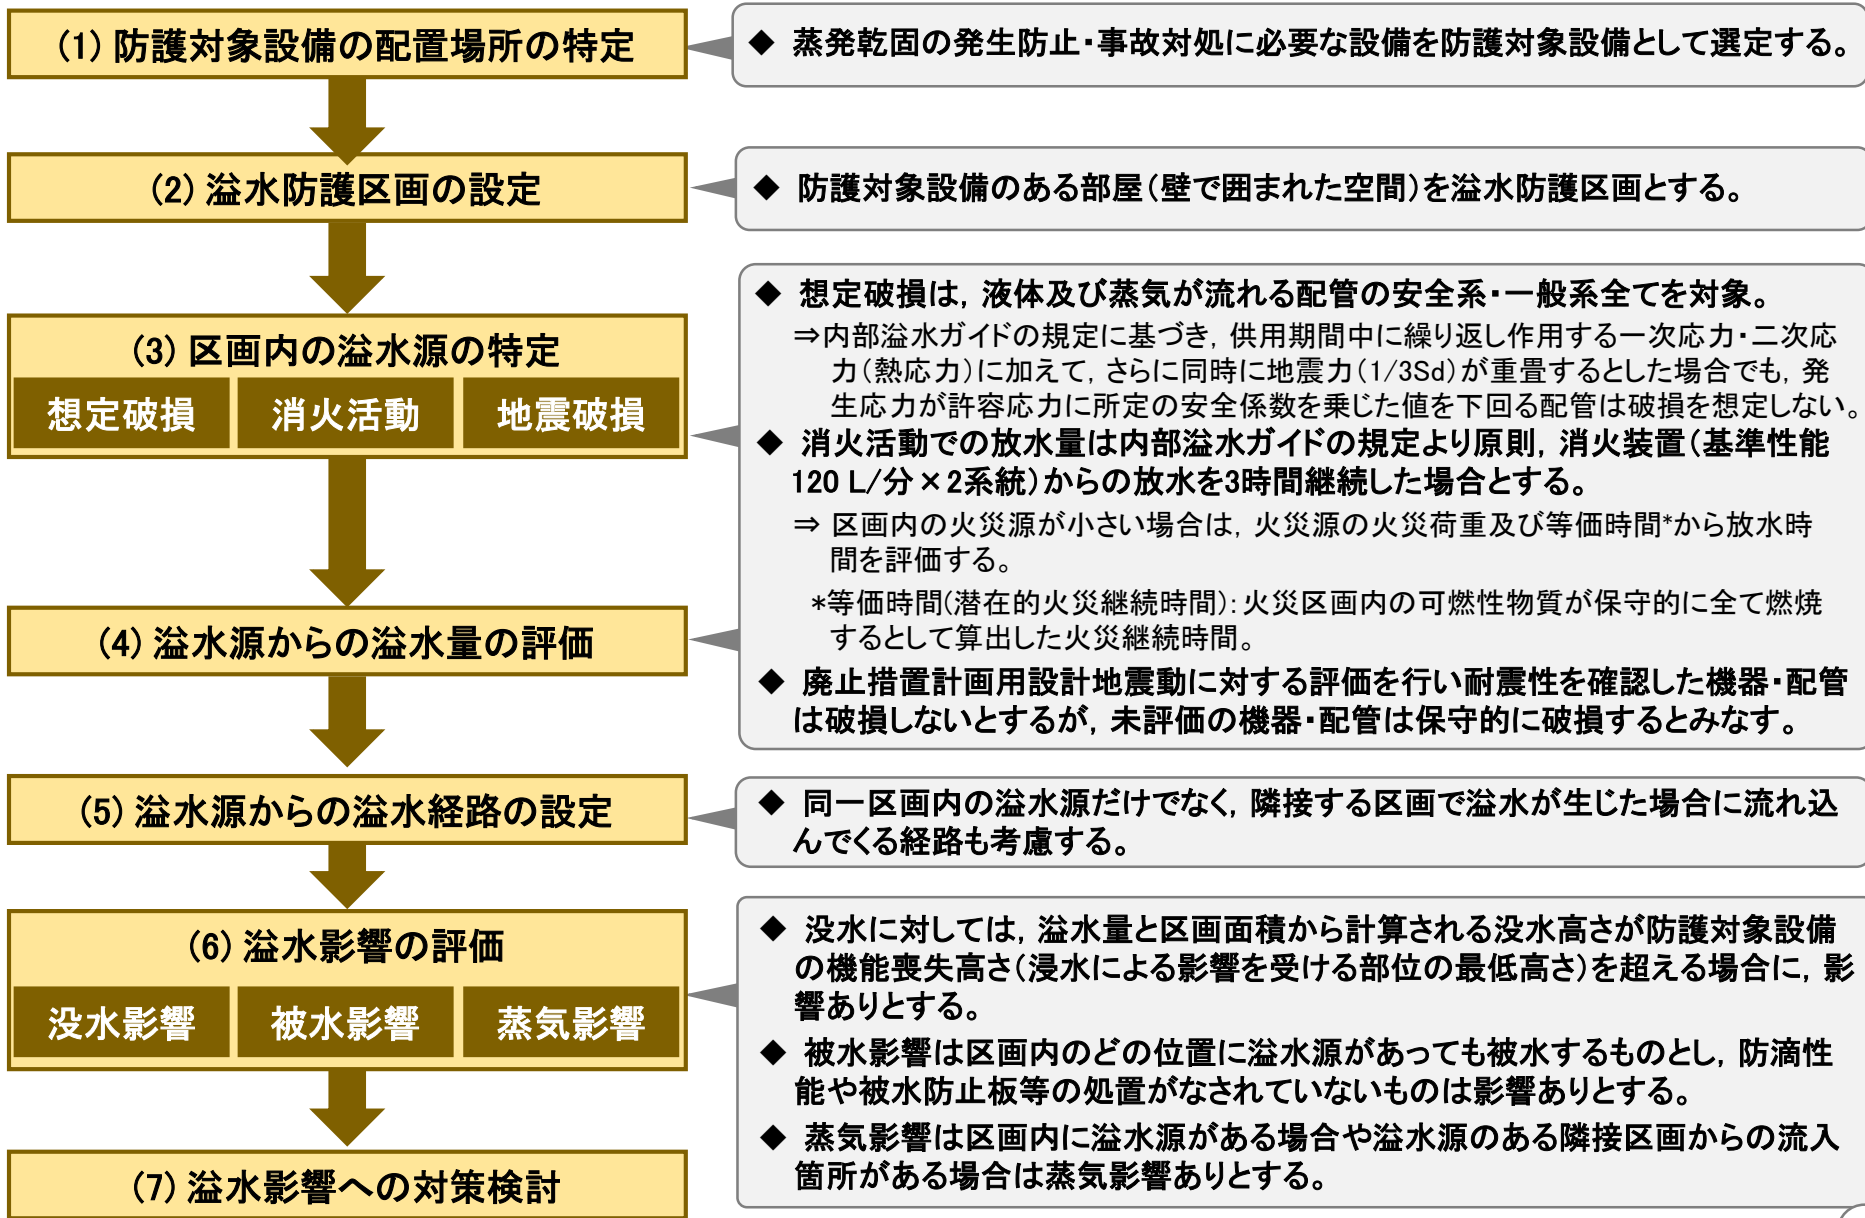 (1) 防護対象設備の配置場所の特定
◆ 蒸発乾固の発生防止・事故対処に必要な設備を防護対象設備として選定する。
(2) 溢水防護区画の設定
◆ 防護対象設備のある部屋(壁で囲まれた空間)を溢水防護区画とする。
(3) 区画内の溢水源の特定
想定破損 消火活動 地震破損
(4) 溢水源からの溢水量の評価
◆ 想定破損は,液体及び蒸気が流れる配管の安全系・一般系全てを対象。
⇒内部溢水ガイドの規定に基づき,供用期間中に繰り返し作用する一次応力・二次応
力(熱応力)に加えて,さらに同時に地震力(1/3Sd)が重畳するとした場合でも,発
生応力が許容応力に所定の安全係数を乗じた値を下回る配管は破損を想定しない。
◆ 消火活動での放水量は内部溢水ガイドの規定より原則,消火装置(基準性能
120 L/分×2系統)からの放水を3時間継続した場合とする。
⇒ 区画内の火災源が小さい場合は,火災源の火災荷重及び等価時間*から放水時
間を評価する。
*等価時間(潜在的火災継続時間):火災区画内の可燃性物質が保守的に全て燃焼
するとして算出した火災継続時間。
◆ 廃止措置計画用設計地震動に対する評価を行い耐震性を確認した機器・配管
は破損しないとするが,未評価の機器・配管は保守的に破損するとみなす。
(5) 溢水源からの溢水経路の設定
◆ 同一区画内の溢水源だけでなく,隣接する区画で溢水が生じた場合に流れ込
んでくる経路も考慮する。
(6) 溢水影響の評価
没水影響 被水影響 蒸気影響
◆ 没水に対しては,溢水量と区画面積から計算される没水高さが防護対象設備
の機能喪失高さ(浸水による影響を受ける部位の最低高さ)を超える場合に,影
響ありとする。
◆ 被水影響は区画内のどの位置に溢水源があっても被水するものとし,防滴性
能や被水防止板等の処置がなされていないものは影響ありとする。
◆ 蒸気影響は区画内に溢水源がある場合や溢水源のある隣接区画からの流入
箇所がある場合は蒸気影響ありとする。
(7) 溢水影響への対策検討